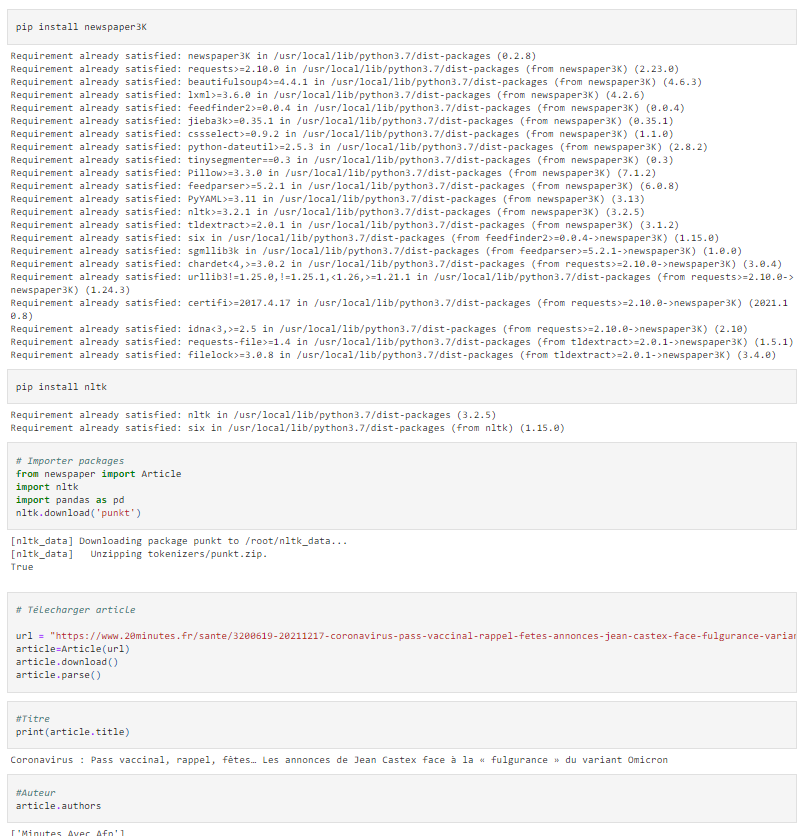 pip install newspaper3K
Requirement already satisfied: newspaper3K in /usr/local/lib/python3.7/dist-packages (0.2.8)
Requirement already satisfied: requests>=2.10.0 in /usr/local/lib/python3.7/dist-packages (from newspaper3K) (2.23.0)
Requirement already satisfied: beautifulsoup4>=4.4.1 in /usr/local/lib/python3.7/dist-packages (from newspaper3K) (4.6.3)
Requirement already satisfied: lxml>=3.6.0 in /usr/local/lib/python3.7/dist-packages (from newspaper3K) (4.2.6)
Requirement already satisfied: feedfinder2>=0.0.4 in /usr/local/lib/python3.7/dist-packages (from newspaper3K) (0.0.4)
Requirement already satisfied: jieba3k>=0.35.1 in /usr/local/lib/python3.7/dist-packages (from newspaper3K) (0.35.1)
Requirement already satisfied: cssselect>=0.9.2 in /usr/local/lib/python3.7/dist-packages (from newspaper3K) (1.1.0)
Requirement already satisfied: python-dateutil>=2.5.3 in /usr/local/lib/python3.7/dist-packages (from newspaper3K) (2.8.2)
Requirement already satisfied: tinysegmenter==0.3 in /usr/local/lib/python3.7/dist-packages (from newspaper3K) (0.3)
Requirement already satisfied: Pillow>=3.3.0 in /usr/local/lib/python3.7/dist-packages (from newspaper3K) (7.1.2)
Requirement already satisfied: feedparser>=5.2.1 in /usr/local/lib/python3.7/dist-packages (from newspaper3K) (6.0.8)
Requirement already satisfied: PyYAML>=3.11 in /usr/local/lib/python3.7/dist-packages (from newspaper3K) (3.13)
Requirement already satisfied: nltk>=3.2.1 in /usr/local/lib/python3.7/dist-packages (from newspaper3K) (3.2.5)
Requirement already satisfied: tldextract>=2.0.1 in /usr/local/lib/python3.7/dist-packages (from newspaper3K) (3.1.2)
Requirement already satisfied: six in /usr/local/lib/python3.7/dist-packages (from feedfinder2>=0.0.4->newspaper3K) (1.15.0)
Requirement already satisfied: sgmllib3k in /usr/local/lib/python3.7/dist-packages (from feedparser>=5.2.1->newspaper3K) (1.0.0)
Requirement already satisfied: chardet<4,>=3.0.2 in /usr/local/lib/python3.7/dist-packages (from requests>=2.10.0->newspaper3K) (3.0.4)
Requirement already satisfied: urllib3!=1.25.0,!=1.25.1,<1.26,>=1.21.1 in /usr/local/lib/python3.7/dist-packages (from requests>=2.10.0->
newspaper3K) (1.24.3)
Requirement already satisfied: certifi>=2017.4.17 in /usr/local/lib/python3.7/dist-packages (from requests>=2.10.0->newspaper3K) (2021.1
0.8)
Requirement already satisfied: idna<3,>=2.5 in /usr/local/lib/python3.7/dist-packages (from requests>=2.10.0->newspaper3K) (2.10)
Requirement already satisfied: requests-file>=1.4 in /usr/local/lib/python3.7/dist-packages (from tldextract>=2.0.1->newspaper3K) (1.5.1)
Requirement already satisfied: filelock>=3.0.8 in /usr/local/lib/python3.7/dist-packages (from tldextract>=2.0.1->newspaper3K) (3.4.0)
pip install nltk
Requirement already satisfied: nltk in /usr/local/lib/python3.7/dist-packages (3.2.5)
Requirement already satisfied: six in /usr/local/lib/python3.7/dist-packages (from nltk) (1.15.0)
# Importer packages
from newspaper import Article
import nltk
import pandas as pd
nltk.download('punkt')
[nltk_data] Downloading package punkt to /root/nltk_data...
[nltk_data]   Unzipping tokenizers/punkt.zip.
True
# Télecharger article
url = "https://www.20minutes.fr/sante/3200619-20211217-coronavirus-pass-vaccinal-rappel-fetes-annonces-jean-castex-face-fulgurance-varian
article=Article(url)
article.download()
article.parse()
#Titre
print(article.title)
Coronavirus : Pass vaccinal, rappel, fêtes… Les annonces de Jean Castex face à la « fulgurance » du variant Omicron
#Auteur
article.authors
['Minutes Avec Afp']